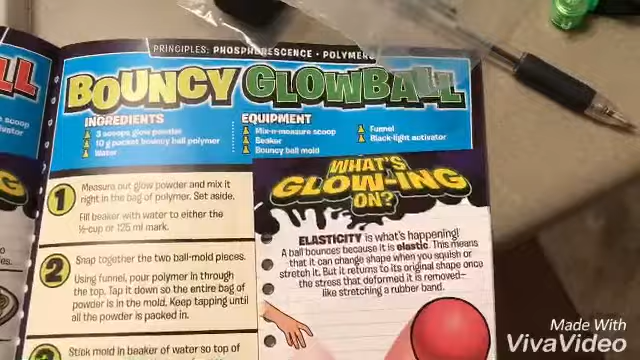 PRINCIPLES: PHOSPHORESCENCE • POLYMERS
BOUNCY GLOWBALL
INGREDIENTS
3 scoops glow powder
10 g packet bouncy ball polymer
Water
EQUIPMENT
Mix-n-measure scoop
Beaker
Bouncy ball mold
Funnel
Black-light activator
1
Measure out glow powder and mix it
right in the bag of polymer. Set aside.
Fill beaker with water to either the
½-cup or 125 ml mark.
2
Snap together the two ball-mold pieces.
Using funnel, pour polymer in through
the top. Tap it down so the entire bag of
powder is in the mold. Keep tapping until
all the powder is packed in.
3
Stick mold in beaker of water so top of
WHAT'S
GLOW-ING
ON?
ELASTICITY is what's happening!
A ball bounces because it is elastic. This means
that it can change shape when you squish or
stretch it. But it returns to its original shape once
the stress that deformed it is removed—
like stretching a rubber band.
Made With
VivaVideo